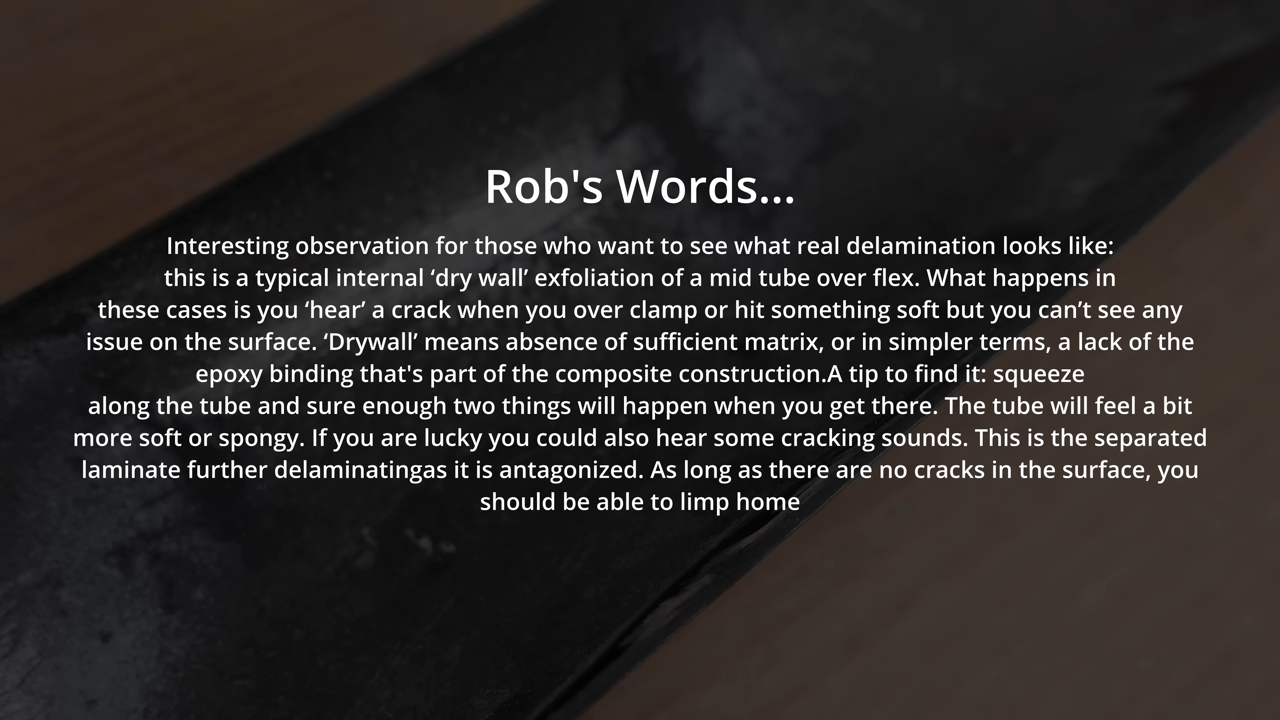 Rob's Words...
Interesting observation for those who want to see what real delamination looks like:
this is a typical internal ‘dry wall’ exfoliation of a mid tube over flex. What happens in
these cases is you ‘hear’ a crack when you over clamp or hit something soft but you can’t see any
issue on the surface. ‘Drywall’ means absence of sufficient matrix, or in simpler terms, a lack of the
epoxy binding that's part of the composite construction.A tip to find it: squeeze
along the tube and sure enough two things will happen when you get there. The tube will feel a bit
more soft or spongy. If you are lucky you could also hear some cracking sounds. This is the separated
laminate further delaminatingas it is antagonized. As long as there are no cracks in the surface, you
should be able to limp home